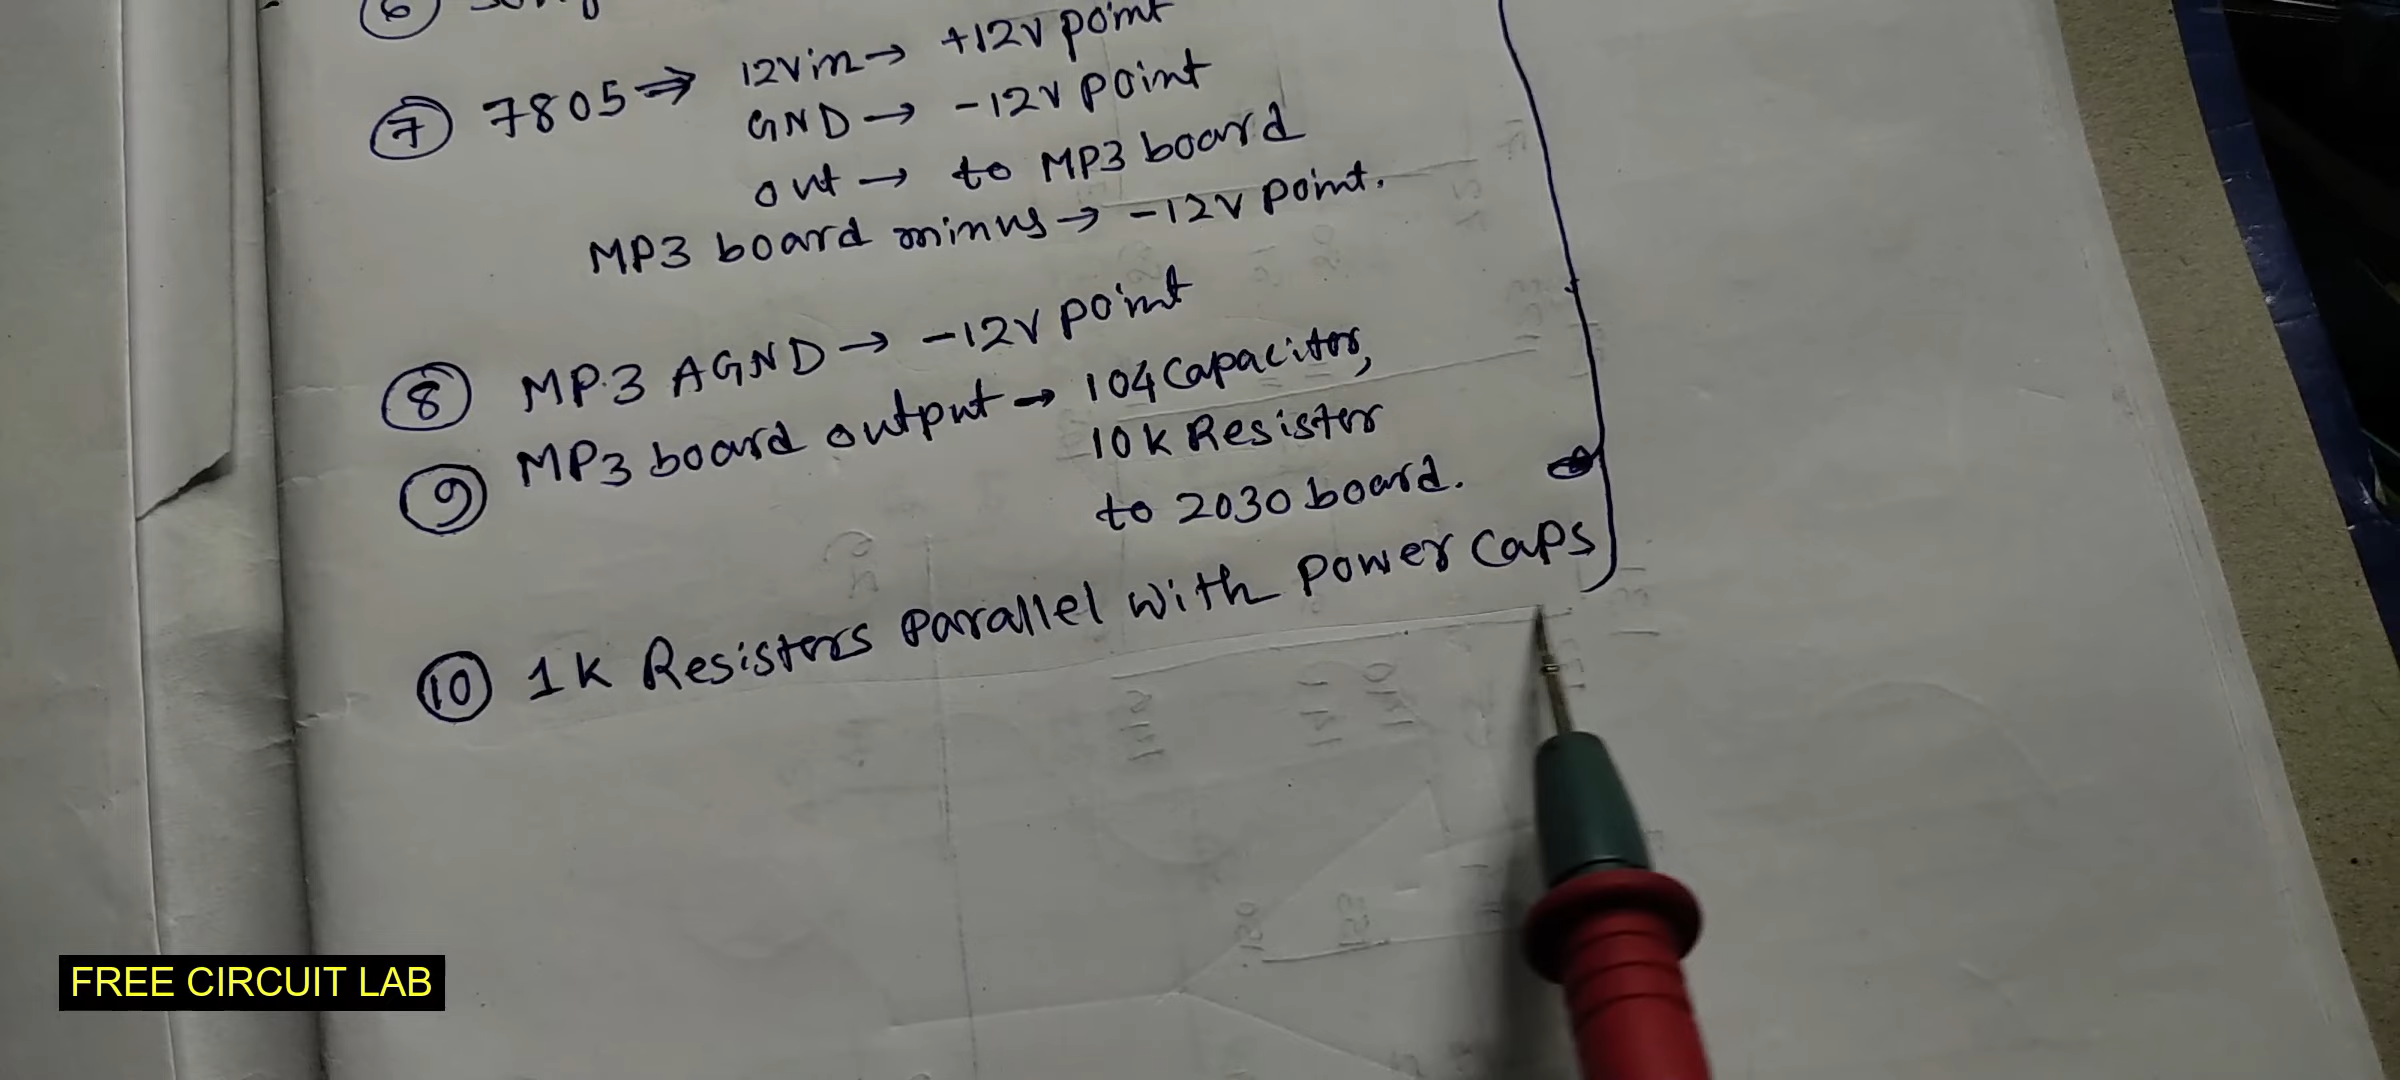 6
7 7805 ⇒ 12Vin → +12V point
GND → -12V point
out → to MP3 board
MP3 board minus → -12V point.
8 MP3 AGND → -12V point
9 MP3 board output → 104 Capacitor,
10K Resistor
to 2030 board.
10 1K Resistors Parallel with Power Caps
FREE CIRCUIT LAB